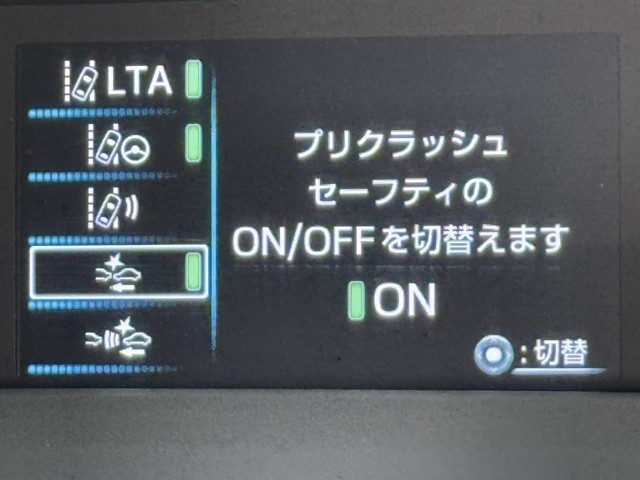 LTA
プリクラッシュ
セーフティの
ON/OFFを切替えます
ON
:切替